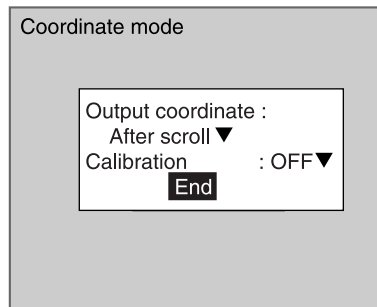 Coordinate mode
Output coordinate :
After scroll ▼
Calibration : OFF▼
End